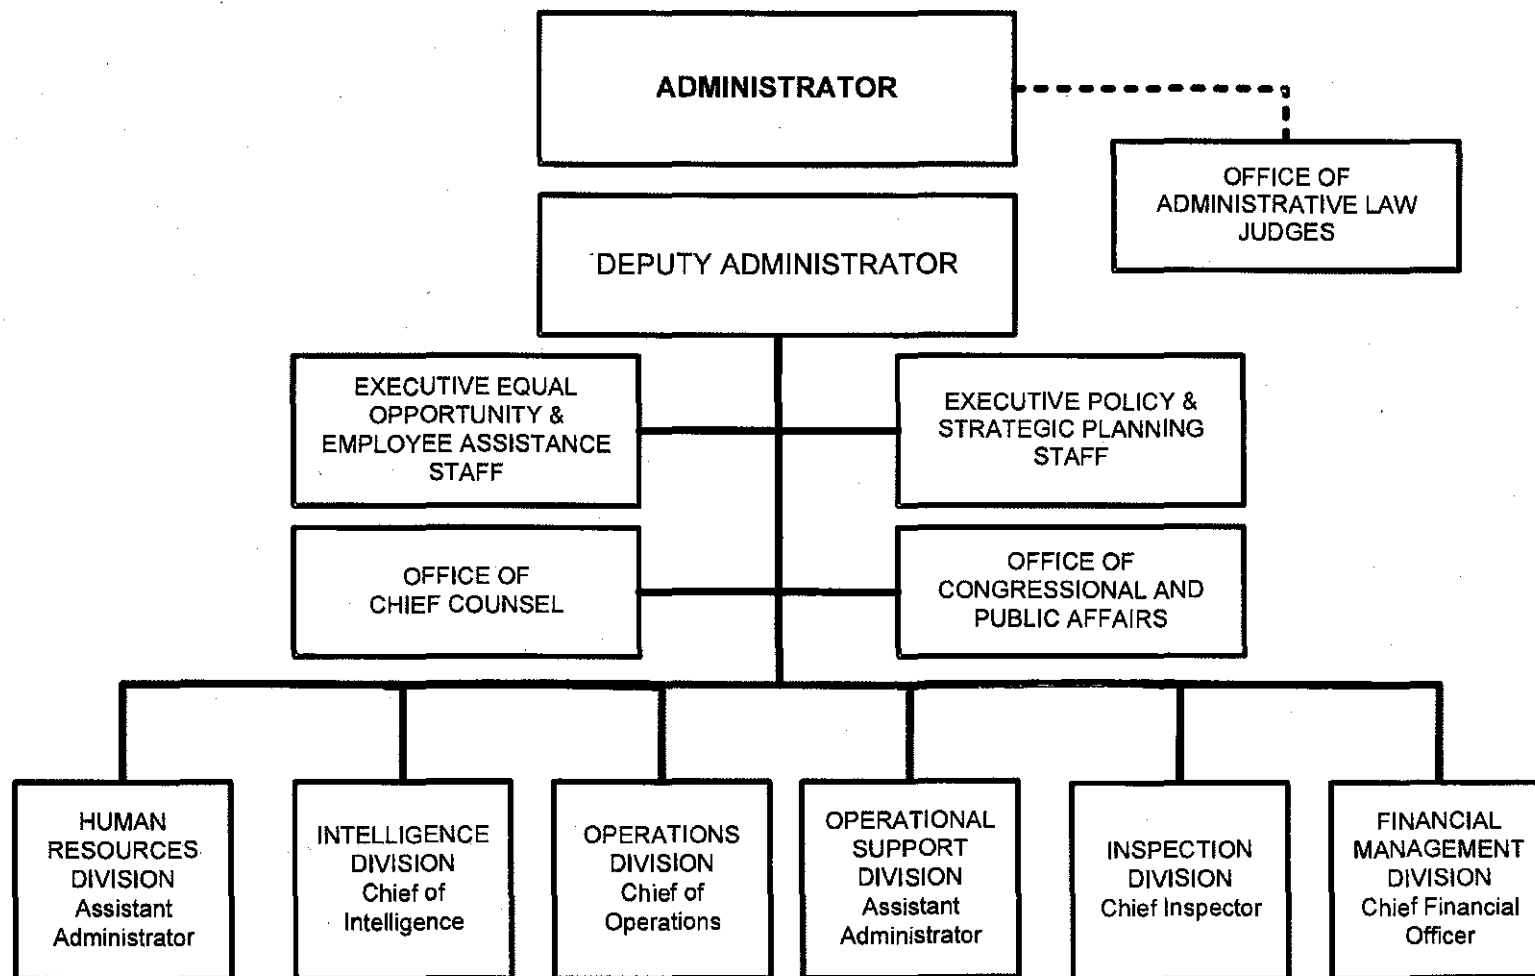 ADMINISTRATOR
OFFICE OF
ADMINISTRATIVE LAW
JUDGES
DEPUTY ADMINISTRATOR
EXECUTIVE EQUAL
OPPORTUNITY &
EMPLOYEE ASSISTANCE
STAFF
EXECUTIVE POLICY &
STRATEGIC PLANNING
STAFF
OFFICE OF
CHIEF COUNSEL
OFFICE OF
CONGRESSIONAL AND
PUBLIC AFFAIRS
HUMAN
RESOURCES
DIVISION
Assistant
Administrator
INTELLIGENCE
DIVISION
Chief of
Intelligence
OPERATIONS
DIVISION
Chief of
Operations
OPERATIONAL
SUPPORT
DIVISION
Assistant
Administrator
INSPECTION
DIVISION
Chief Inspector
FINANCIAL
MANAGEMENT
DIVISION
Chief Financial
Officer